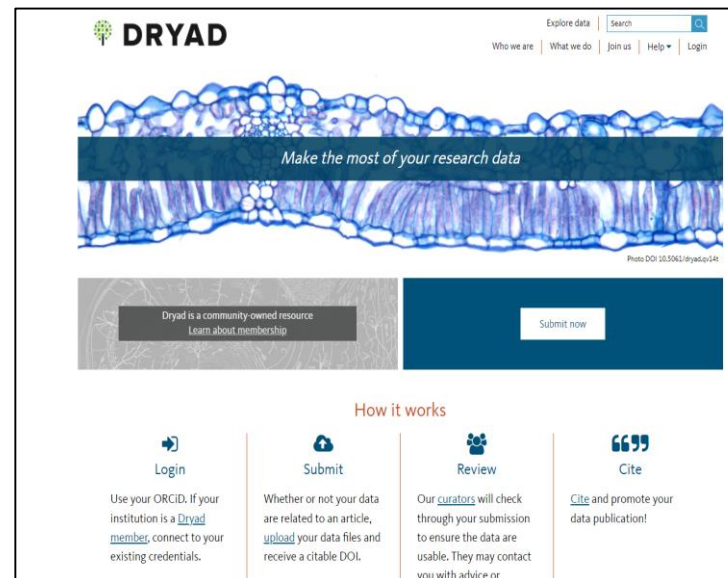 DRYAD
Explore data
Search
Who we are
What we do
Join us
Help
Login
Make the most of your research data
Photo DOI 10.5061/dryad.qv14t
Dryad is a community-owned resource
Learn about membership
Submit now
How it works
Login
Use your ORCiD. If your
institution is a Dryad
member, connect to your
existing credentials.
Submit
Whether or not your data
are related to an article,
upload your data files and
receive a citable DOI.
Review
Our curators will check
through your submission
to ensure the data are
usable. They may contact
you with advice or
Cite
Cite and promote your
data publication!